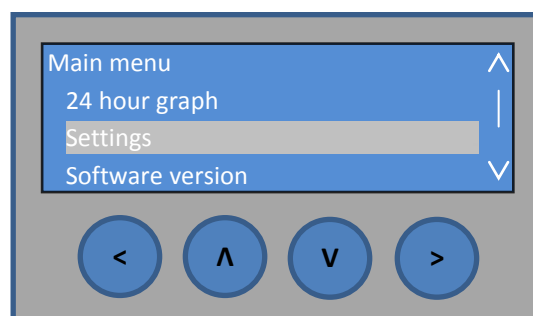 Main menu
24 hour graph
Settings
Software version
< Λ V >